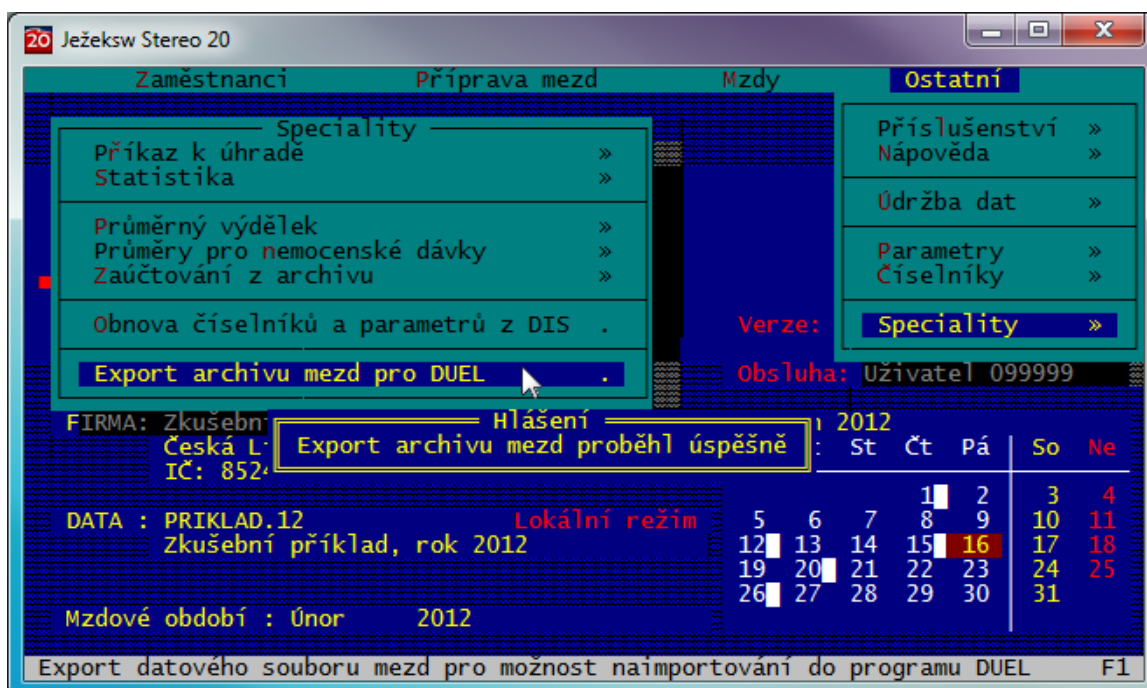 20 Ježeksw Stereo 20
Zaměstnanci Příprava mezd Mzdy Ostatní
Speciality
Příkaz k úhradě »
Statistika »
Průměrný výdělek »
Průměry pro nemocenské dávky »
Zaúčtování z archivu »
Obnova číselníků a parametrů z DIS .
Export archivu mezd pro DUEL .
Příslušenství »
Nápověda »
Údržba dat »
Parametry »
Číselníky »
Speciality »
Verze:
Obsluha: Uživatel 099999
FIRMA: Zkušební
Česká L
IČ: 852
Hlášení
Export archivu mezd proběhl úspěšně
2012
St Čt Pá So Ne
1 2 3 4
5 6 7 8 9 10 11
12 13 14 15 16 17 18
19 20 21 22 23 24 25
26 27 28 29 30 31
DATA : PRIKLAD.12 Lokální režim
Zkušební příklad, rok 2012
Mzdové období : Únor 2012
Export datového souboru mezd pro možnost naimportování do programu DUEL F1